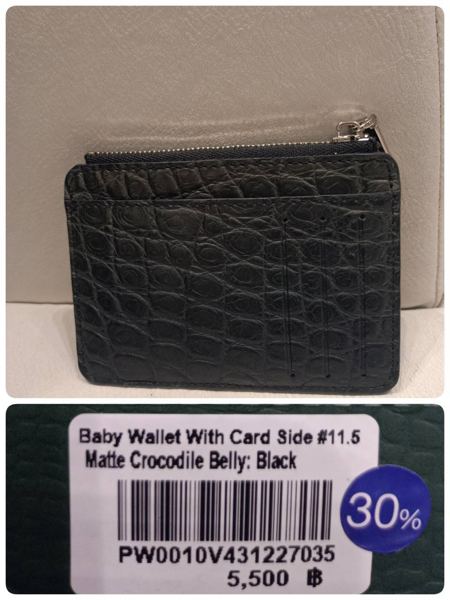 Baby Wallet With Card Side #11.5
Matte Crocodile Belly: Black
30%
PW0010V431227035
5,500 ฿